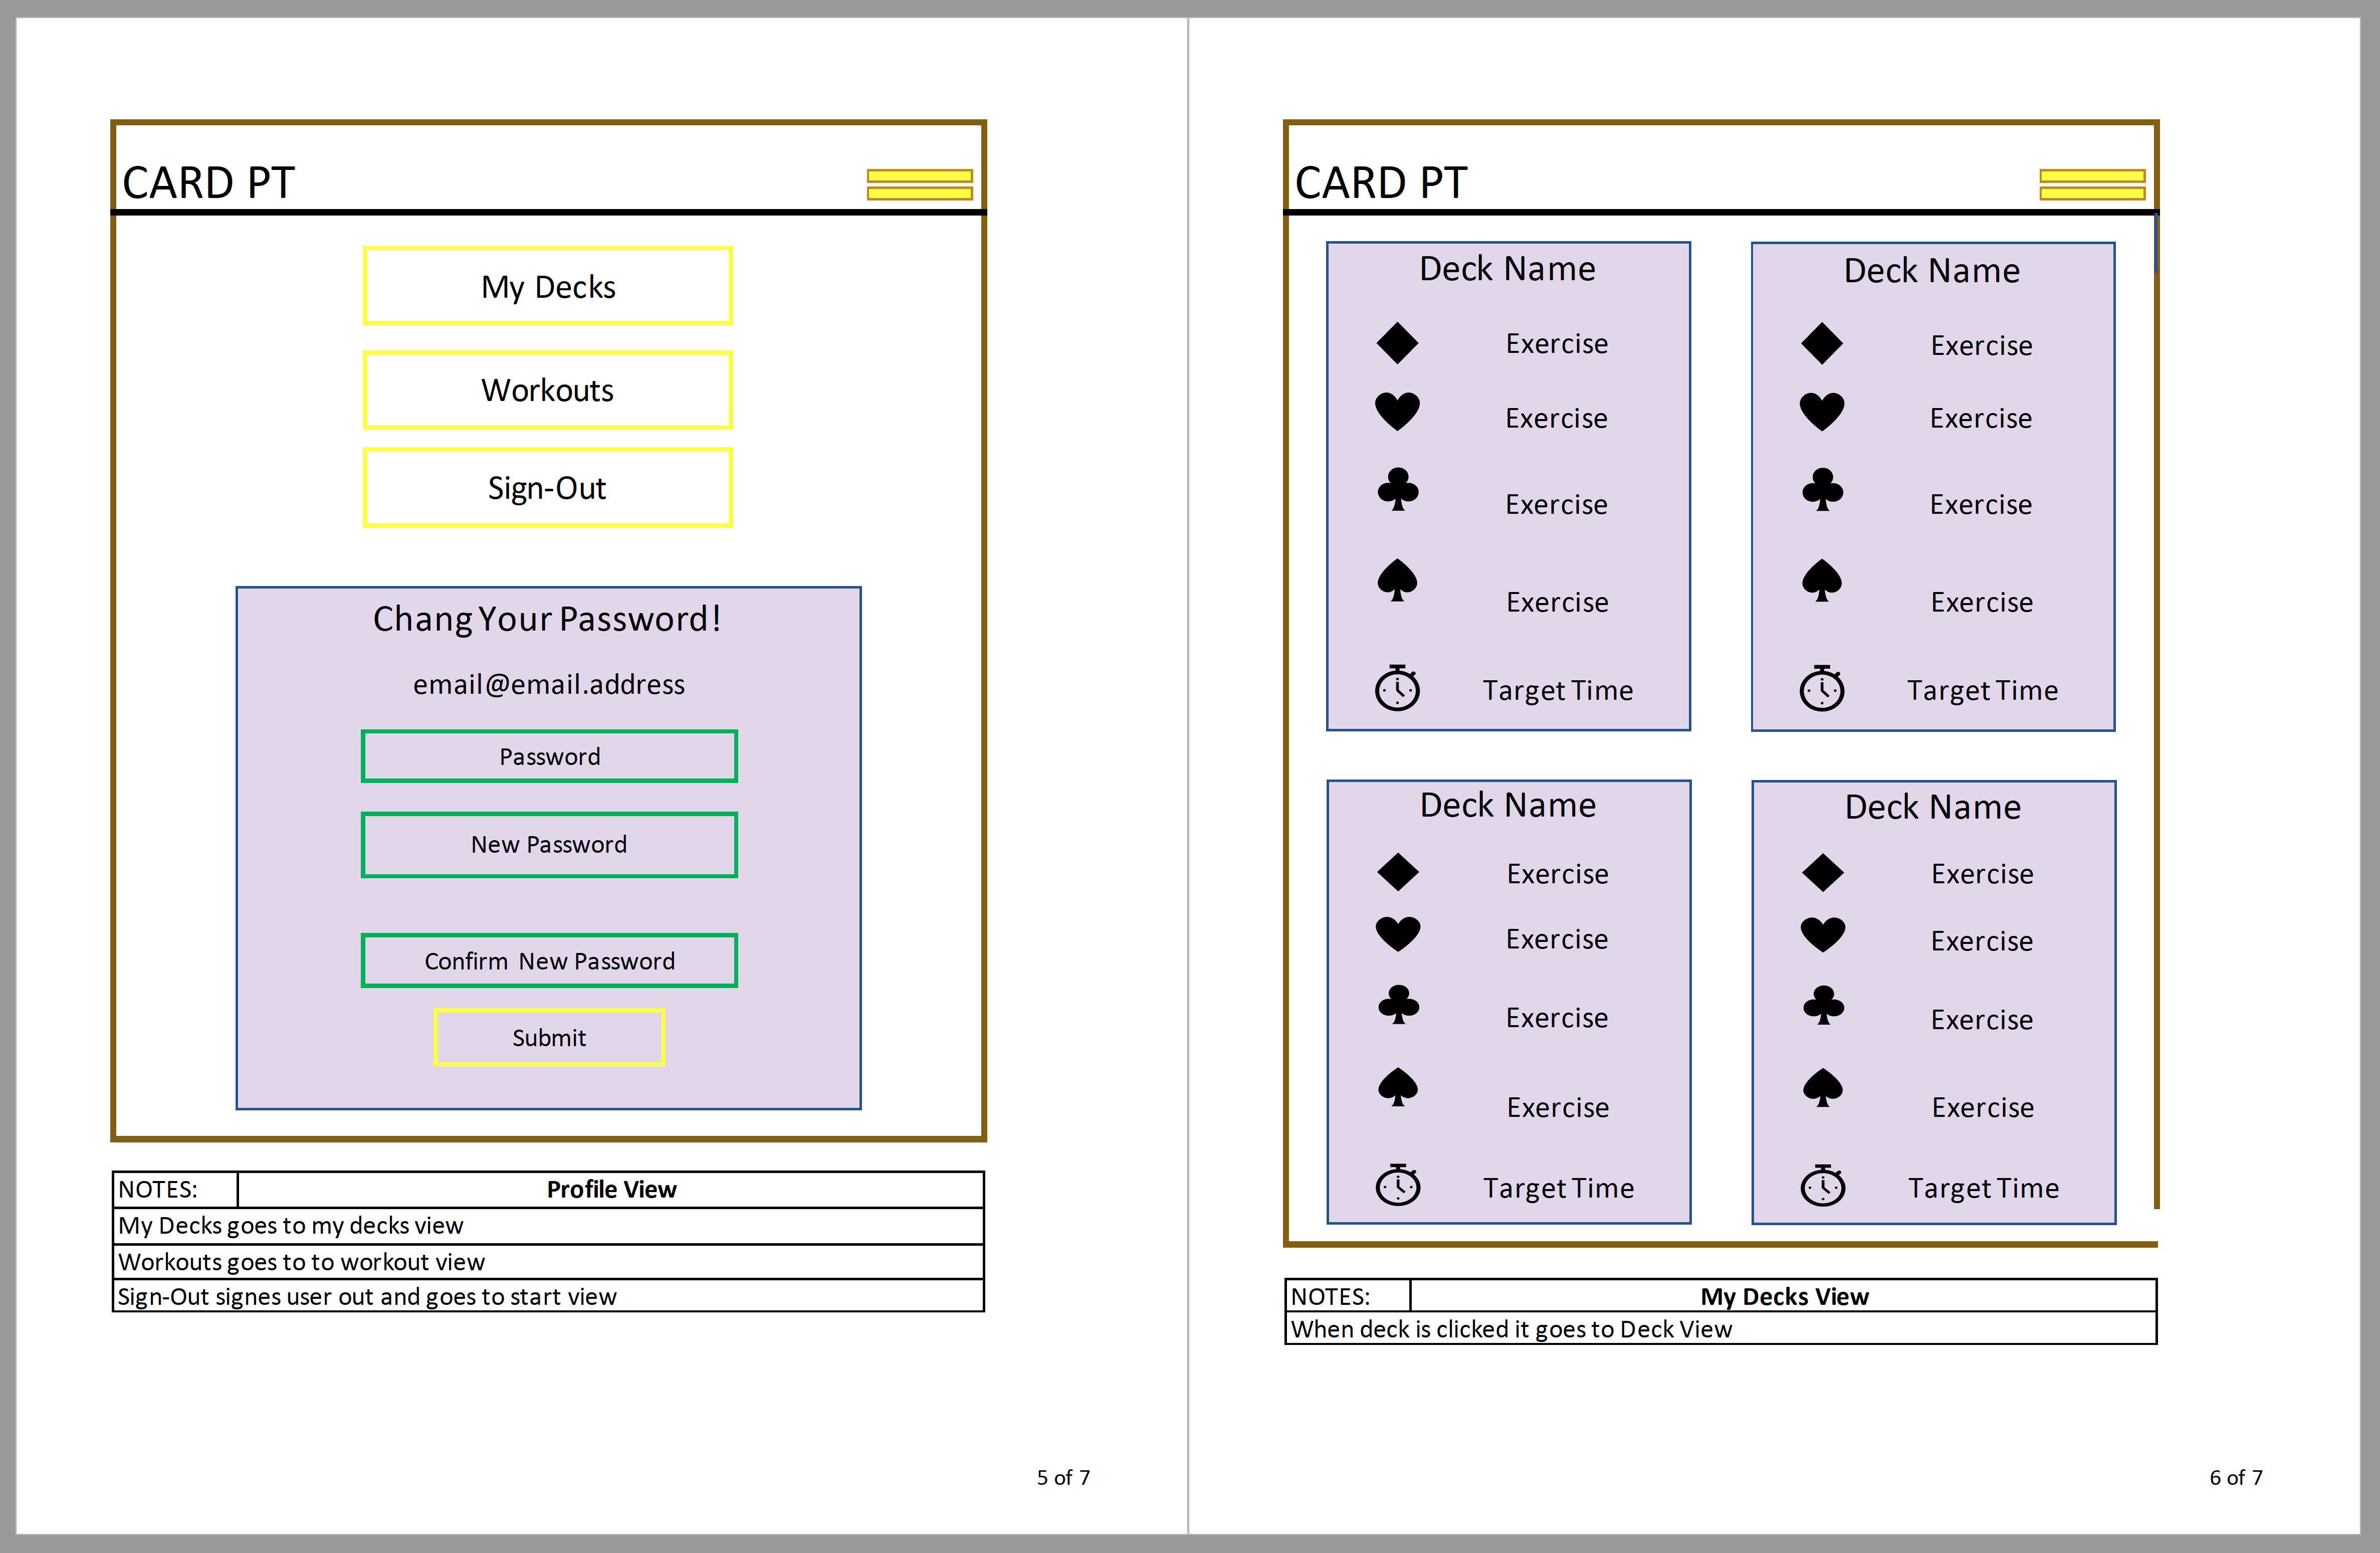 CARD PT
My Decks
Workouts
Sign-Out
Chang Your Password!
email@email.address
Password
New Password
Confirm New Password
Submit
NOTES: Profile View
My Decks goes to my decks view
Workouts goes to to workout view
Sign-Out signes user out and goes to start view
5 of 7
CARD PT
Deck Name
Exercise
Exercise
Exercise
Exercise
Target Time
Deck Name
Exercise
Exercise
Exercise
Exercise
Target Time
Deck Name
Exercise
Exercise
Exercise
Exercise
Target Time
Deck Name
Exercise
Exercise
Exercise
Exercise
Target Time
NOTES: My Decks View
When deck is clicked it goes to Deck View
6 of 7